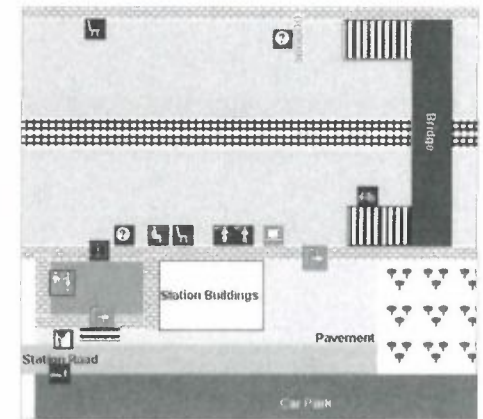 ?
Bridge
?
Station Buildings
Pavement
Station Road
Car Park